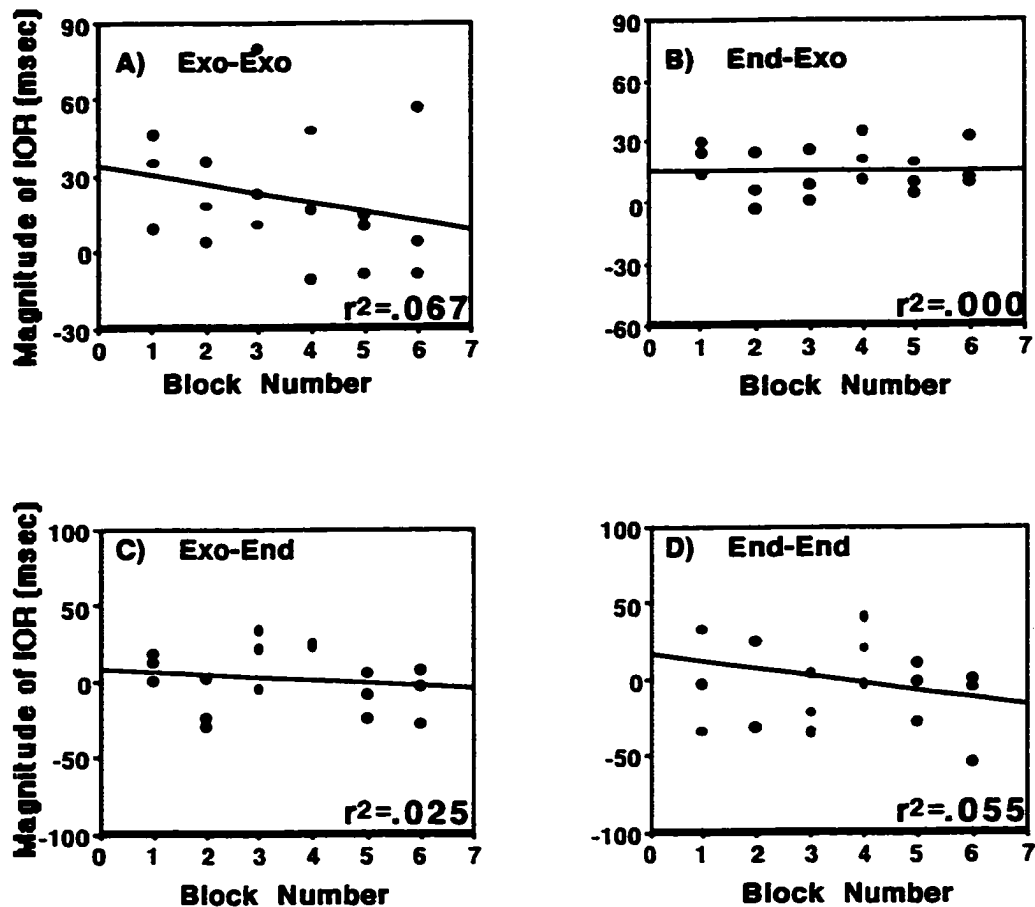 Magnitude of IOR (msec)
90
60
30
0
-30
A) Exo-Exo
r2=.067
0 1 2 3 4 5 6 7
Block Number
90
60
30
0
-30
-60
B) End-Exo
r2=.000
0 1 2 3 4 5 6 7
Block Number
Magnitude of IOR (msec)
100
50
0
-50
-100
C) Exo-End
r2=.025
0 1 2 3 4 5 6 7
Block Number
100
50
0
-50
-100
D) End-End
r2=.055
0 1 2 3 4 5 6 7
Block Number